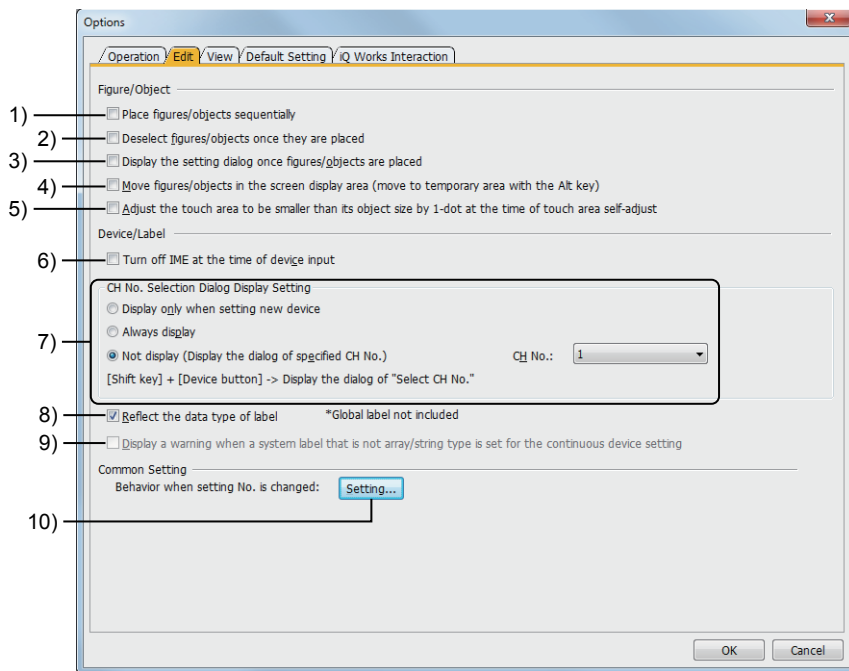 Options
Operation Edit View Default Setting iQ Works Interaction
Figure/Object
1) Place figures/objects sequentially
2) Deselect figures/objects once they are placed
3) Display the setting dialog once figures/objects are placed
4) Move figures/objects in the screen display area (move to temporary area with the Alt key)
5) Adjust the touch area to be smaller than its object size by 1-dot at the time of touch area self-adjust
Device/Label
6) Turn off IME at the time of device input
CH No. Selection Dialog Display Setting
Display only when setting new device
Always display
7)
Not display (Display the dialog of specified CH No.) CH No.: 1
[Shift key] + [Device button] -> Display the dialog of "Select CH No."
8) Reflect the data type of label *Global label not included
9) Display a warning when a system label that is not array/string type is set for the continuous device setting
Common Setting
Behavior when setting No. is changed: Setting...
10)
OK Cancel